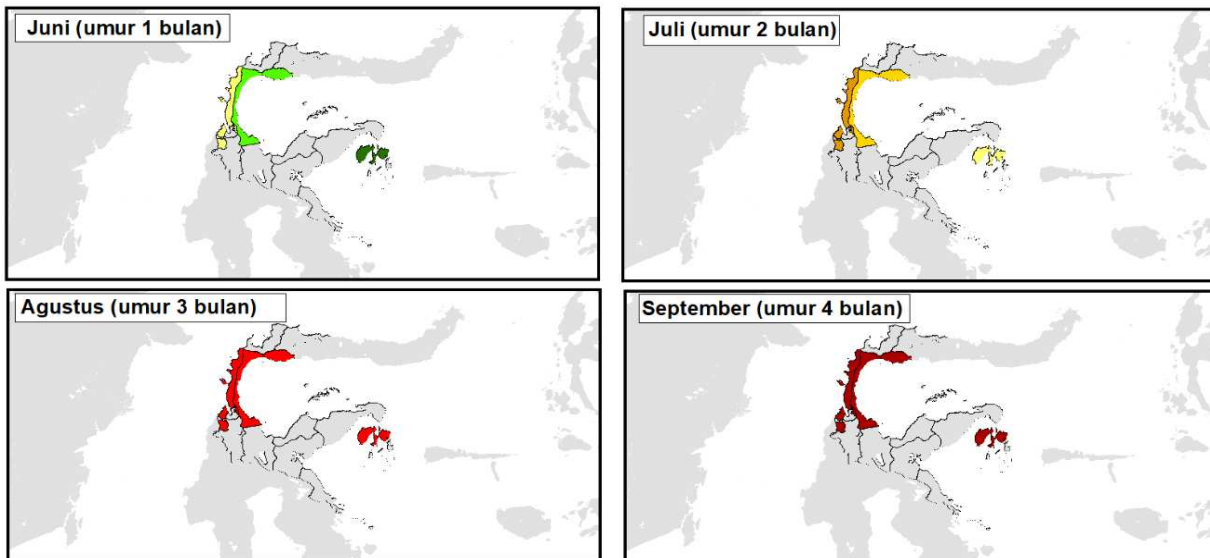 Juni (umur 1 bulan)
Juli (umur 2 bulan)
Agustus (umur 3 bulan)
September (umur 4 bulan)